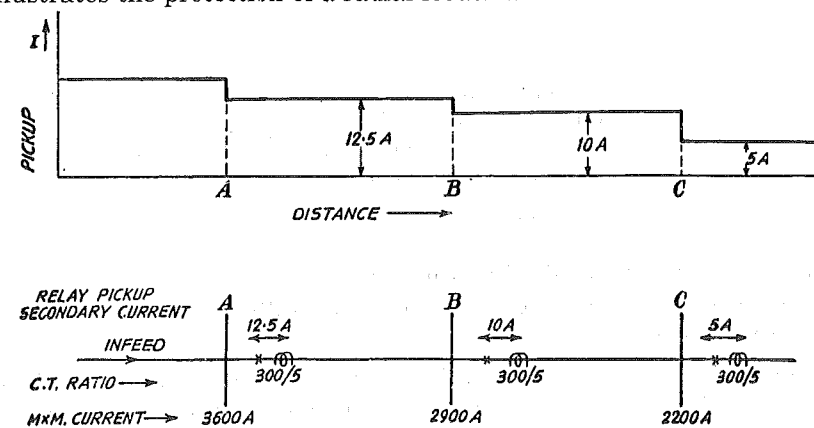 I
PICKUP
12·5 A
10 A
5 A
A B C
DISTANCE
RELAY PICKUP
SECONDARY CURRENT
A B C
12·5 A 10 A 5 A
INFEED
C.T. RATIO 300/5 300/5 300/5
MXM. CURRENT 3600 A 2900 A 2200 A